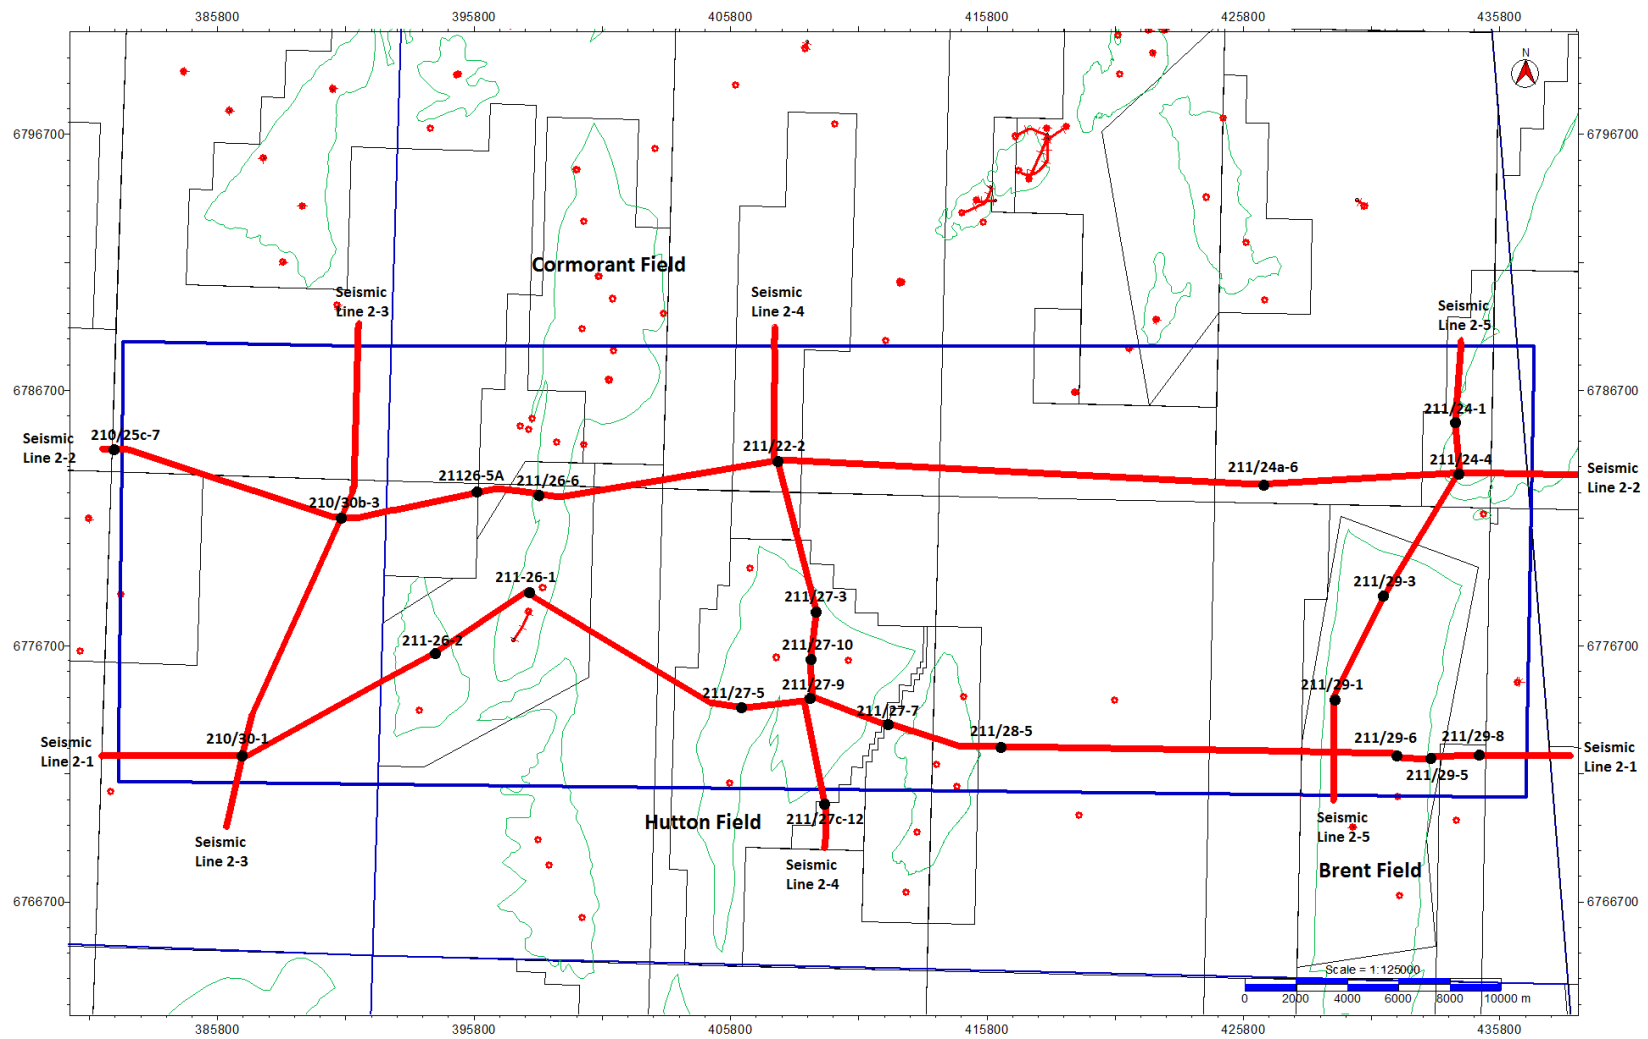 385800 395800 405800 415800 425800 435800
N
6796700 6796700
Cormorant Field
Seismic
Line 2-3
Seismic
Line 2-4
Seismic
Line 2-5
6786700 6786700
211/24-1
Seismic
Line 2-2
210/25c-7
211/22-2
211/24a-6
211/24-4
Seismic
Line 2-2
21126-5A
211/26-6
210/30b-3
211-26-1
211/29-3
211/27-3
6776700 6776700
211-26-2
211/27-10
211/27-5
211/27-9
211/29-1
211/27-7
211/28-5
210/30-1
211/29-6
211/29-8
Seismic
Line 2-1
Seismic
Line 2-1
211/29-5
211/27c-12
Hutton Field
Seismic
Line 2-5
Seismic
Line 2-3
Seismic
Line 2-4
Brent Field
6766700 6766700
Scale = 1:125000
0 2000 4000 6000 8000 10000 m
385800 395800 405800 415800 425800 435800